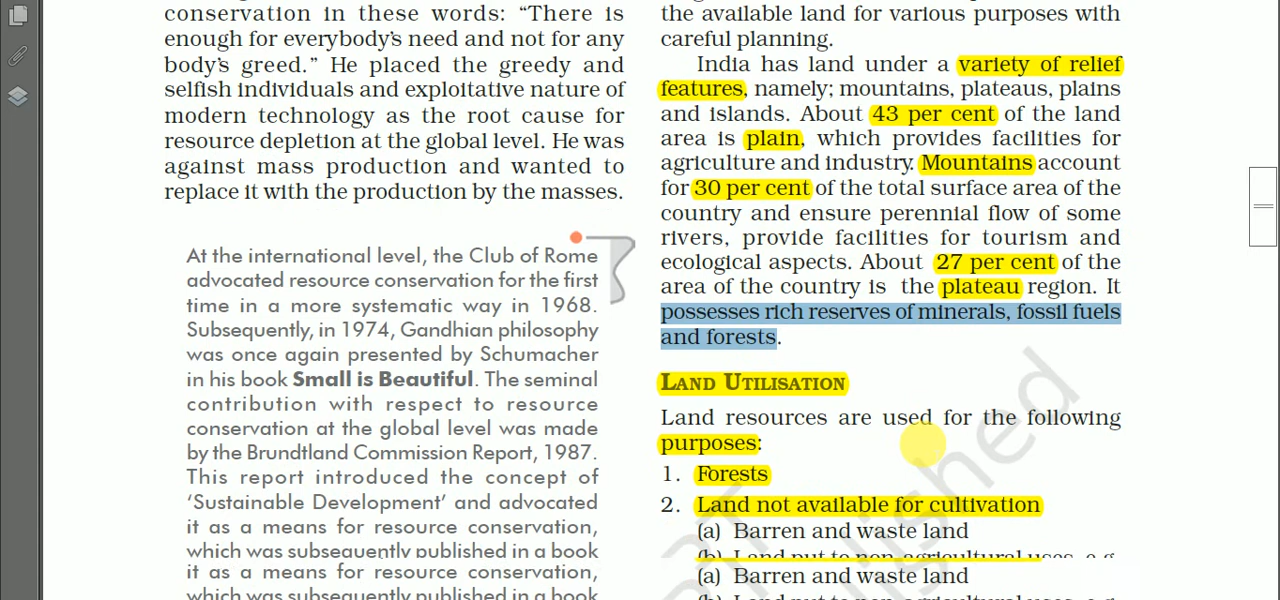 conservation in these words: “There is
enough for everybody’s need and not for any
body’s greed.” He placed the greedy and
selfish individuals and exploitative nature of
modern technology as the root cause for
resource depletion at the global level. He was
against mass production and wanted to
replace it with the production by the masses.
At the international level, the Club of Rome
advocated resource conservation for the first
time in a more systematic way in 1968.
Subsequently, in 1974, Gandhian philosophy
was once again presented by Schumacher
in his book Small is Beautiful. The seminal
contribution with respect to resource
conservation at the global level was made
by the Brundtland Commission Report, 1987.
This report introduced the concept of
‘Sustainable Development’ and advocated
it as a means for resource conservation,
which was subsequently published in a book
it as a means for resource conservation,
which was subsequently published in a book
the available land for various purposes with
careful planning.
India has land under a variety of relief
features, namely; mountains, plateaus, plains
and islands. About 43 per cent of the land
area is plain, which provides facilities for
agriculture and industry. Mountains account
for 30 per cent of the total surface area of the
country and ensure perennial flow of some
rivers, provide facilities for tourism and
ecological aspects. About 27 per cent of the
area of the country is the plateau region. It
possesses rich reserves of minerals, fossil fuels
and forests.
LAND UTILISATION
Land resources are used for the following
purposes:
1. Forests
2. Land not available for cultivation
(a) Barren and waste land
(b) Land put to non-agricultural uses, e.g.
(a) Barren and waste land
(b) Land put to non-agricultural uses, e.g.